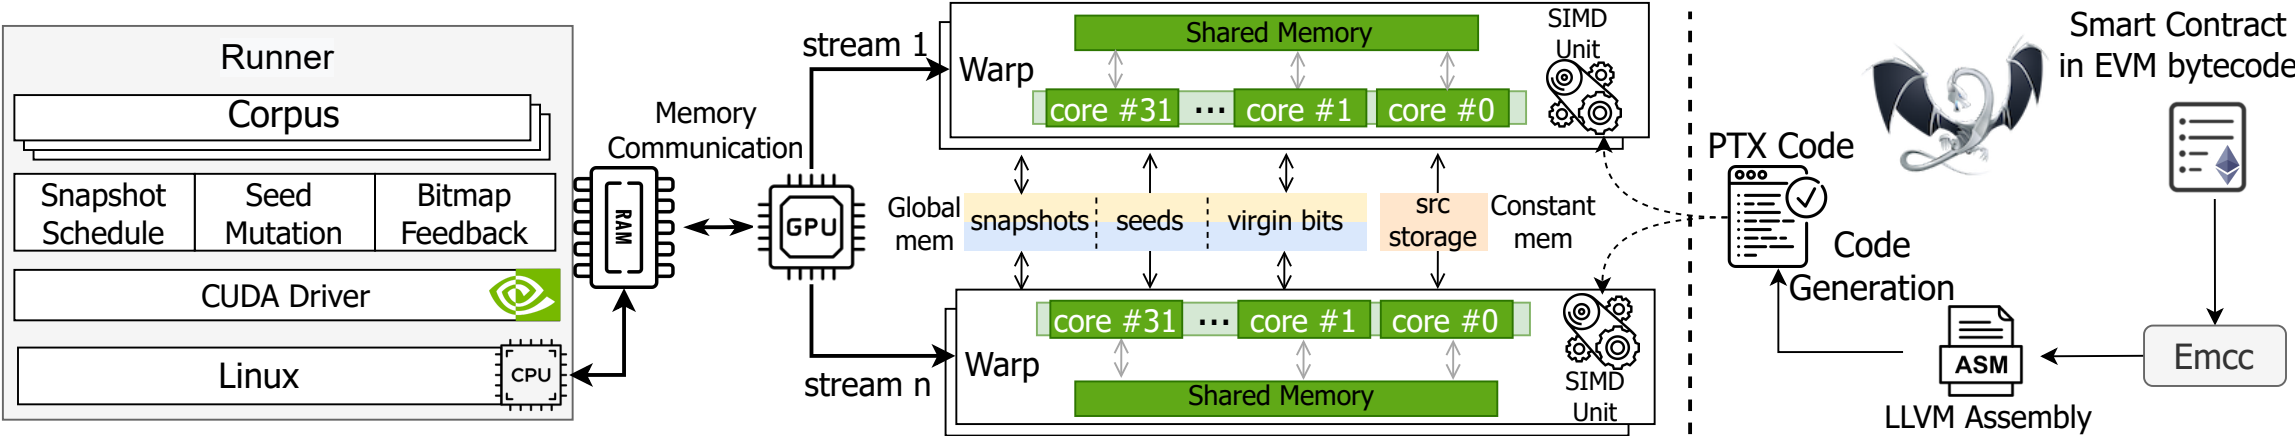 Runner
Corpus
Snapshot
Schedule
Seed
Mutation
Bitmap
Feedback
CUDA Driver
Linux
CPU
Memory
Communication
RAM
GPU
stream 1
stream n
Warp
Shared Memory
core #31
...
core #1
core #0
SIMD
Unit
Global
mem
snapshots
seeds
virgin bits
src
storage
Constant
mem
core #31
...
core #1
core #0
Warp
Shared Memory
SIMD
Unit
Smart Contract
in EVM bytecode
PTX Code
Code
Generation
ASM
LLVM Assembly
Emcc